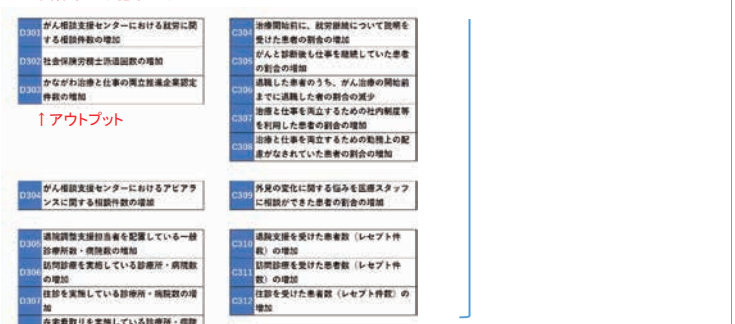 D301 がん相談支援センターにおける就労に関
する相談件数の増加
D302 社会保険労務士派遣回数の増加
D303 かながわ治療と仕事の両立推進企業認定
件数の増加
↑アウトプット
C304 治療開始前に、就労継続について説明を
受けた患者の割合の増加
C305 がんと診断後も仕事を継続していた患者
の割合の増加
C306 退職した患者のうち、がん治療の開始前
までに退職した者の割合の減少
C307 治療と仕事を両立するための社内制度等
を利用した患者の割合の増加
C308 治療と仕事を両立するための勤務上の配
慮がなされていた患者の割合の増加
D304 がん相談支援センターにおけるアピアラ
ンスに関する相談件数の増加
C309 外見の変化に関する悩みを医療スタッフ
に相談ができた患者の割合の増加
D305 退院調整支援担当者を配置している一般
診療所数・病院数の増加
D306 訪問診療を実施している診療所・病院数
の増加
D307 往診を実施している診療所・病院数の増
加
在宅看取りを実施している診療所・病院
C310 退院支援を受けた患者数（レセプト件
数）の増加
C311 訪問診療を受けた患者数（レセプト件
数）の増加
C312 往診を受けた患者数（レセプト件数）の
増加